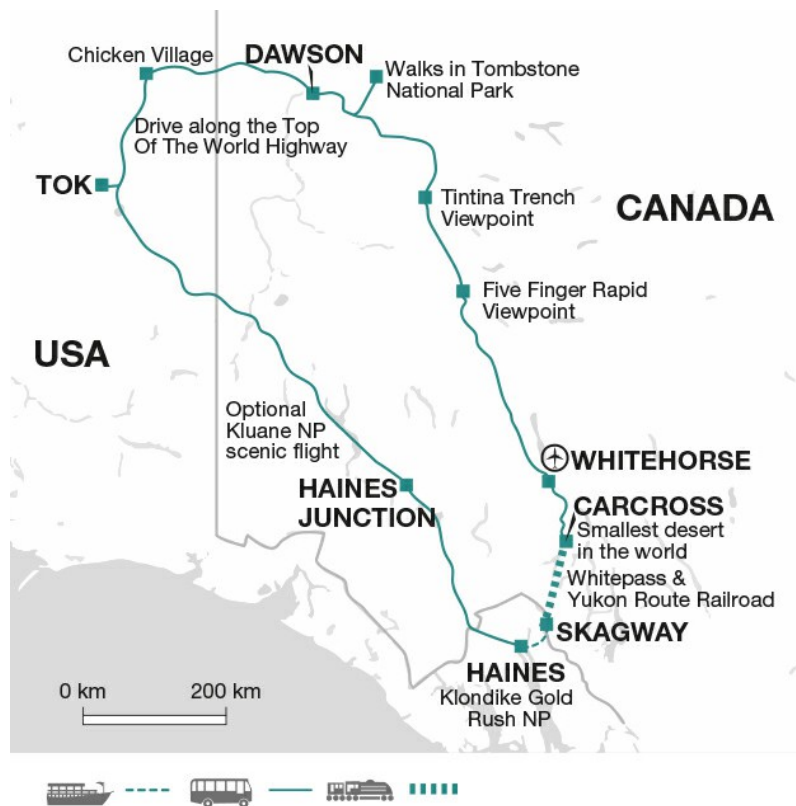 Chicken Village
DAWSON
Walks in Tombstone
National Park
Drive along the Top
Of The World Highway
TOK
Tintina Trench
Viewpoint
CANADA
Five Finger Rapid
Viewpoint
USA
Optional
Kluane NP
scenic flight
WHITEHORSE
HAINES
JUNCTION
CARCROSS
Smallest desert
in the world
Whitepass &
Yukon Route Railroad
SKAGWAY
HAINES
Klondike Gold
Rush NP
0 km 200 km